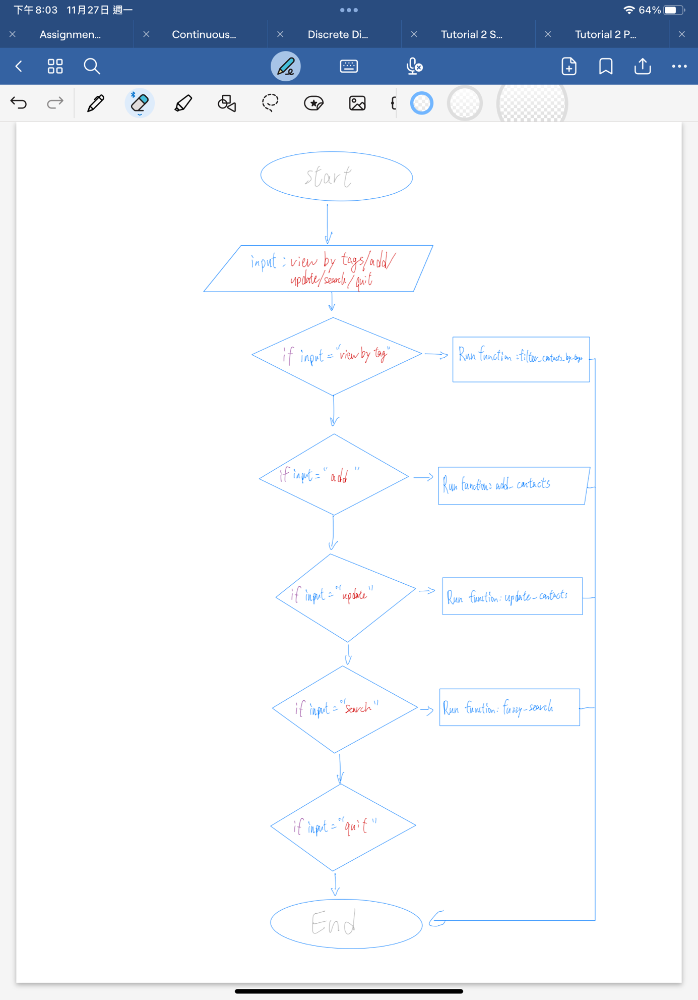 下午8:03 11月27日 週一
64%
Assignmen...
Continuous...
Discrete Di...
Tutorial 2 S...
Tutorial 2 P...
start
input : view by tags/add/
update/search/quit
if input = "view by tag"
Run function : filter_contacts_by_tags
if input = "add"
Run function: add_contacts
if input = "update"
Run function: update_contacts
if input = "search"
Run function: fuzzy_search
if input = "quit"
End